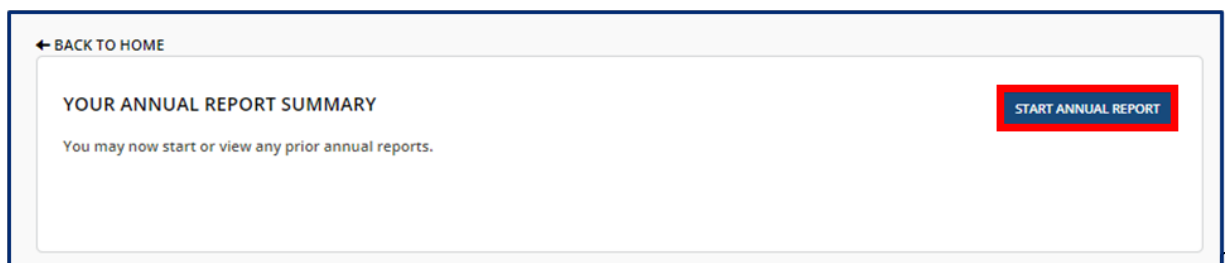 ← BACK TO HOME
YOUR ANNUAL REPORT SUMMARY
START ANNUAL REPORT
You may now start or view any prior annual reports.